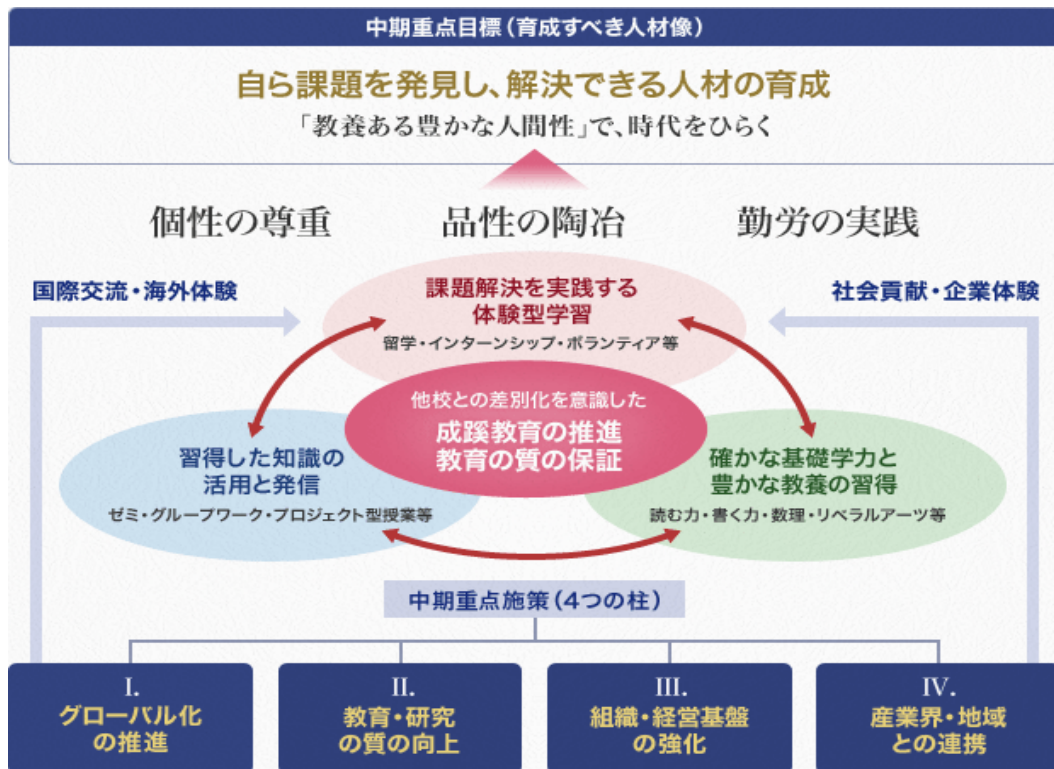 中期重点目標(育成すべき人材像)
自ら課題を発見し、解決できる人材の育成
「教養ある豊かな人間性」で、時代をひらく
個性の尊重
品性の陶冶
勤労の実践
国際交流・海外体験
社会貢献・企業体験
課題解決を実践する
体験型学習
留学・インターンシップ・ボランティア等
他校との差別化を意識した
成蹊教育の推進
教育の質の保証
習得した知識の
活用と発信
ゼミ・グループワーク・プロジェクト型授業等
確かな基礎学力と
豊かな教養の習得
読む力・書く力・数理・リベラルアーツ等
中期重点施策(4つの柱)
I.
グローバル化
の推進
II.
教育・研究
の質の向上
III.
組織・経営基盤
の強化
IV.
産業界・地域
との連携